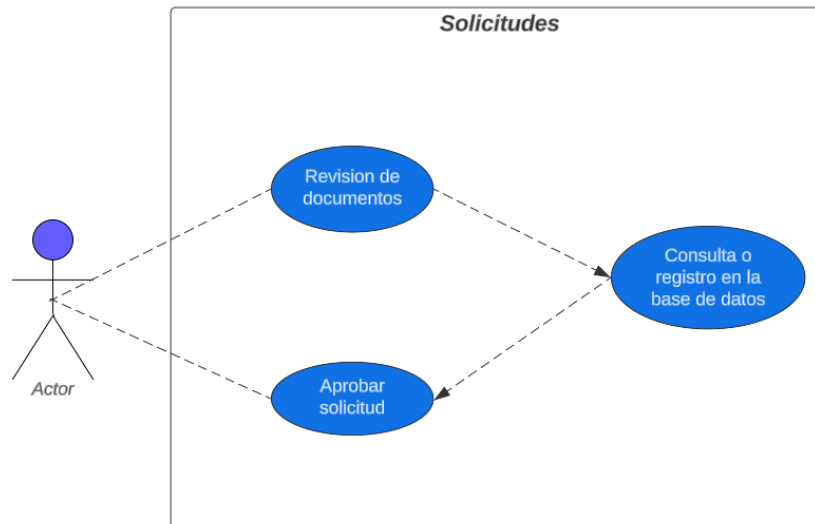 Solicitudes
Revision de
documentos
Consulta o
registro en la
base de datos
Actor
Aprobar
solicitud